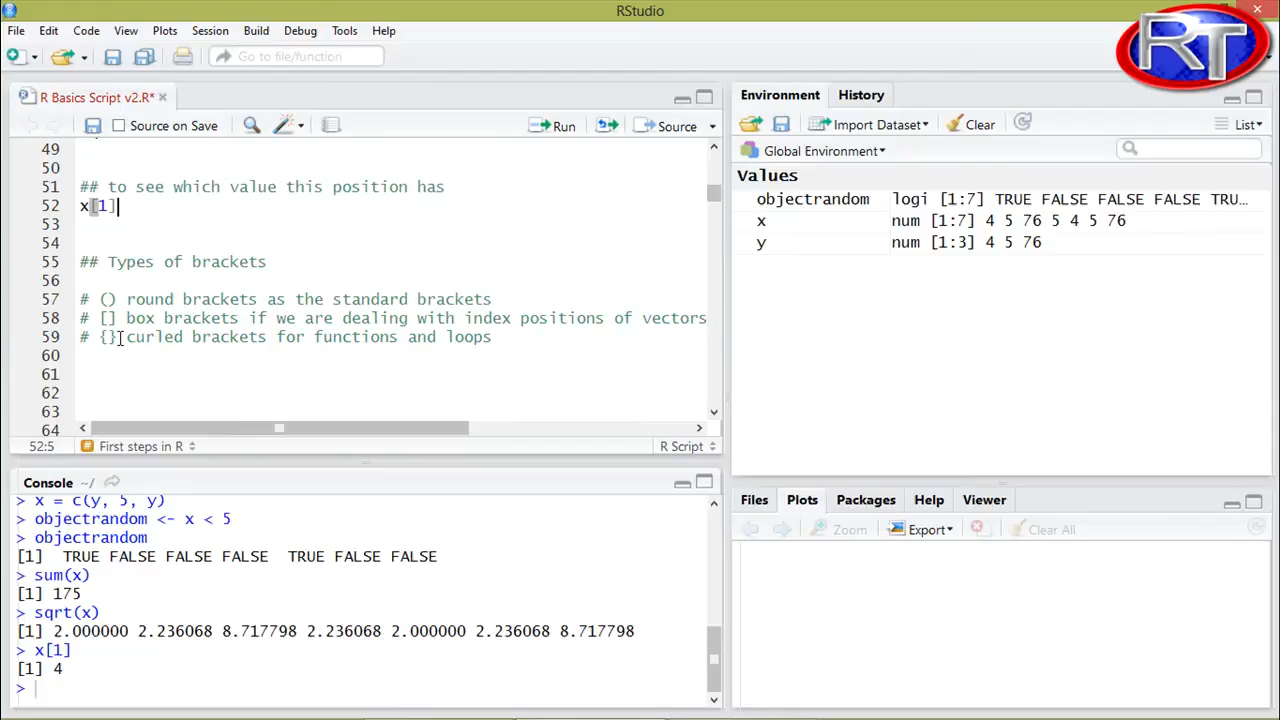 RStudio
File Edit Code View Plots Session Build Debug Tools Help
Go to file/function
RT
R Basics Script v2.R*
Source on Save
Run
Source
49
50
51 ## to see which value this position has
52 x[1]
53
54
55 ## Types of brackets
56
57 # () round brackets as the standard brackets
58 # [] box brackets if we are dealing with index positions of vectors
59 # {} curled brackets for functions and loops
60
61
62
63
64
52:5 # First steps in R R Script
Console ~/
> x = c(y, 5, y)
> objectrandom <- x < 5
> objectrandom
[1]  TRUE FALSE FALSE FALSE  TRUE FALSE FALSE
> sum(x)
[1] 175
> sqrt(x)
[1] 2.000000 2.236068 8.717798 2.236068 2.000000 2.236068 8.717798
> x[1]
[1] 4
>
Environment History
Import Dataset Clear List
Global Environment
Values
objectrandom logi [1:7] TRUE FALSE FALSE FALSE TRU...
x num [1:7] 4 5 76 5 4 5 76
y num [1:3] 4 5 76
Files Plots Packages Help Viewer
Zoom Export Clear All